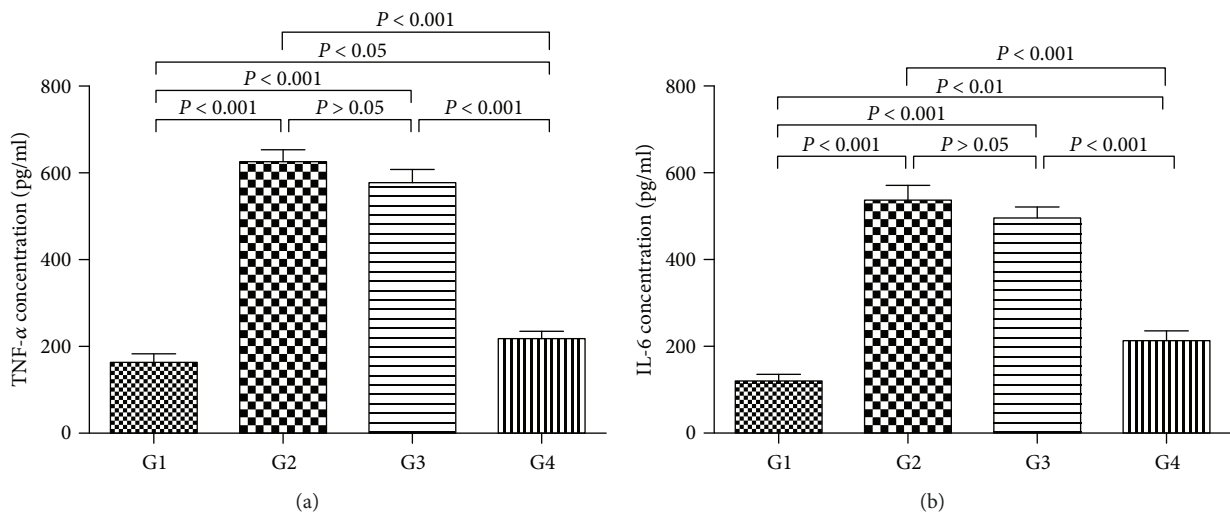 P < 0.001
P < 0.05
P < 0.001
P < 0.001
P > 0.05
P < 0.001
800
600
400
200
0
TNF-α concentration (pg/ml)
G1
G2
G3
G4
(a)
P < 0.001
P < 0.01
P < 0.001
P < 0.001
P > 0.05
P < 0.001
800
600
400
200
0
IL-6 concentration (pg/ml)
G1
G2
G3
G4
(b)